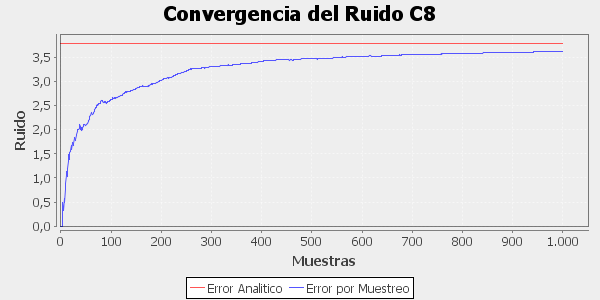 Convergencia del Ruido C8
Ruido
3,5
3,0
2,5
2,0
1,5
1,0
0,5
0,0
0 100 200 300 400 500 600 700 800 900 1.000
Muestras
Error Analitico Error por Muestreo